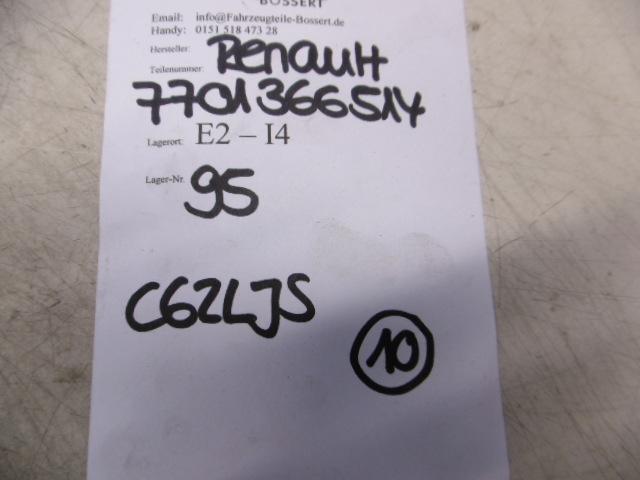 BOSSERT
Email: info@Fahrzeugteile-Bossert.de
Handy: 0151 518 473 28
Hersteller: Renault
Teilenummer: 7701366514
Lagerort: E2 – I4
Lager-Nr. 95
C62LJS
10